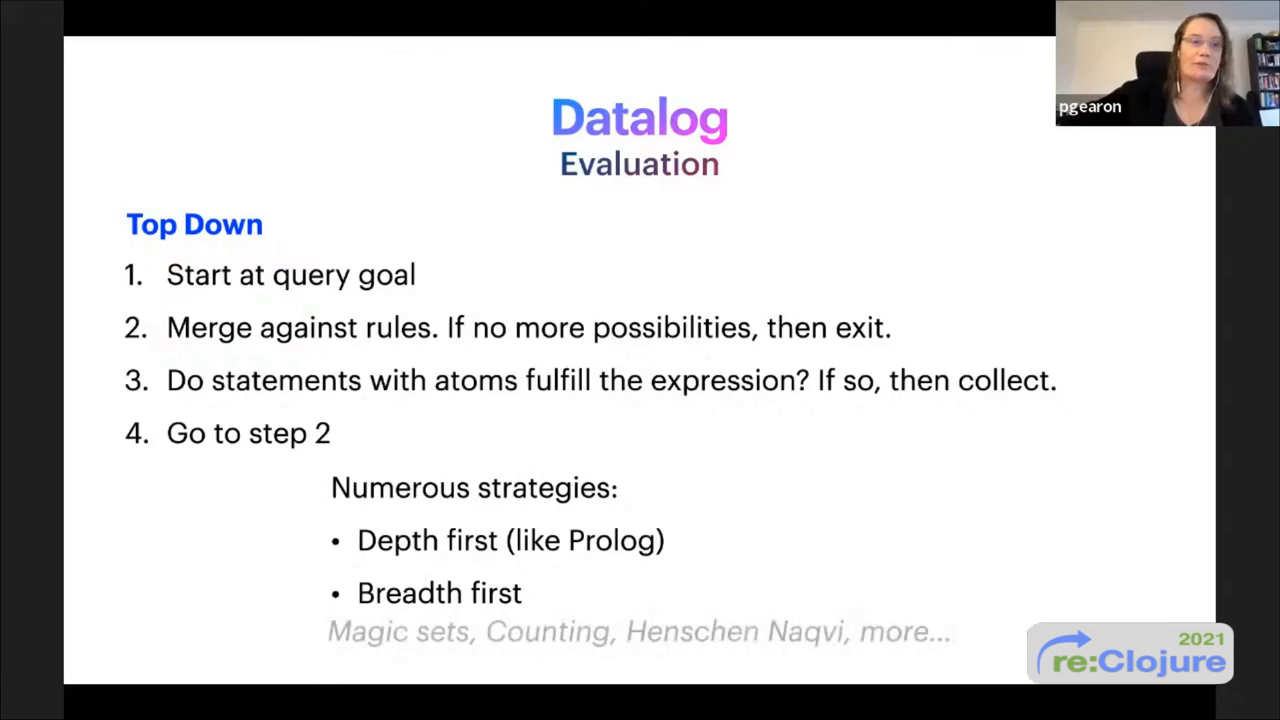 pgearon
Datalog
Evaluation
Top Down
1. Start at query goal
2. Merge against rules. If no more possibilities, then exit.
3. Do statements with atoms fulfill the expression? If so, then collect.
4. Go to step 2
Numerous strategies:
• Depth first (like Prolog)
• Breadth first
Magic sets, Counting, Henschen Naqvi, more...
2021
re:Clojure